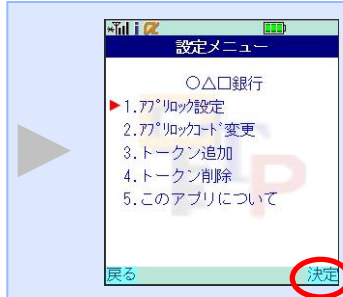 設定メニュー
○△□銀行
1.ｱﾌﾟﾘﾛｯｸ設定
2.ｱﾌﾟﾘﾛｯｸｺｰﾄﾞ変更
3.トークン追加
4.トークン削除
5.このアプリについて
戻る 決定